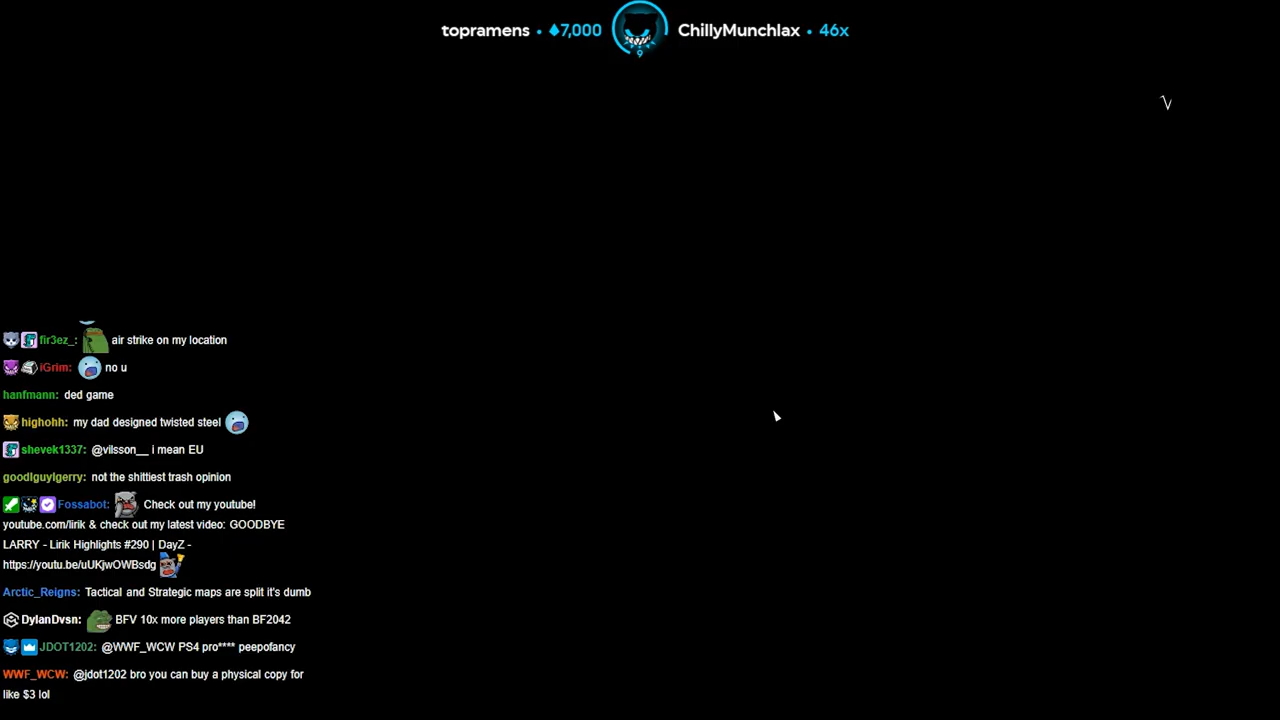 topramens • 7,000 ChillyMunchlax • 46x
9
fir3ez_: air strike on my location
iGrim: no u
hanfmann: ded game
highohh: my dad designed twisted steel
shevek1337: @vilsson__ i mean EU
goodlguylgerry: not the shittiest trash opinion
Fossabot: Check out my youtube!
youtube.com/lirik & check out my latest video: GOODBYE
LARRY - Lirik Highlights #290 | DayZ -
https://youtu.be/uUKjwOWBsdg
Arctic_Reigns: Tactical and Strategic maps are split it's dumb
DylanDvsn: BFV 10x more players than BF2042
JDOT1202: @WWF_WCW PS4 pro**** peepofancy
WWF_WCW: @jdot1202 bro you can buy a physical copy for
like $3 lol